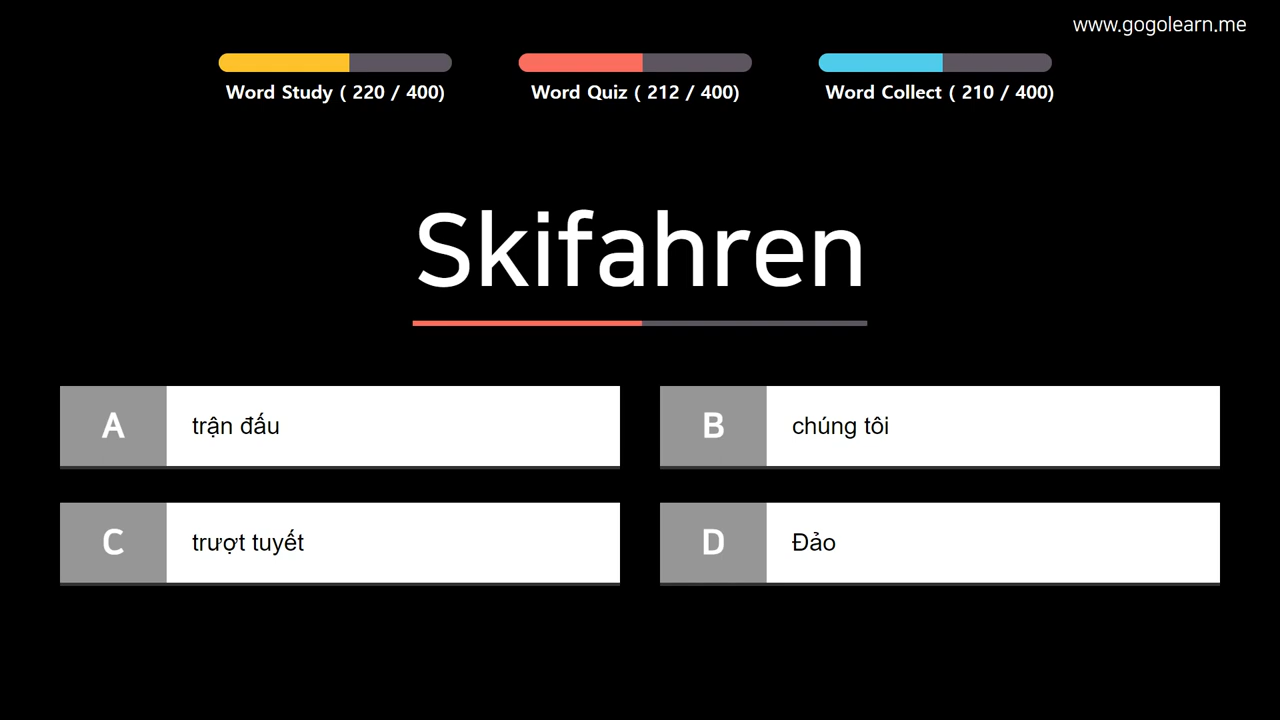 www.gogolearn.me
Word Study ( 220 / 400)
Word Quiz ( 212 / 400)
Word Collect ( 210 / 400)
Skifahren
A trận đấu
B chúng tôi
C trượt tuyết
D Đảo